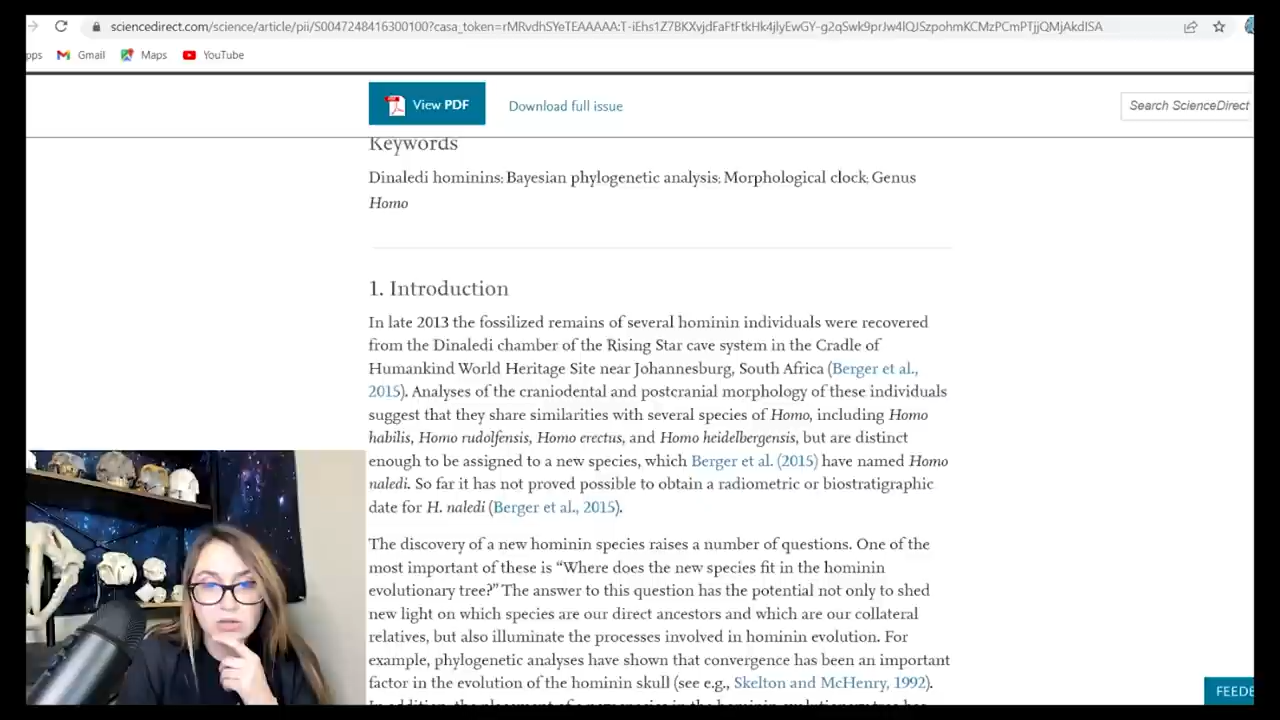 sciencedirect.com/science/article/pii/S0047248416300100?casa_token=rMRvdhSYeTEAAAAA:T-iEhs1Z7BKXvjdFaFtFtkHk4jlyEwGY-g2qSwk9prJw4lQJSzpohmKCMzPCmPTjjQMjAkdISA
pps Gmail Maps YouTube
View PDF Download full issue Search ScienceDirect
Keywords
Dinaledi hominins; Bayesian phylogenetic analysis; Morphological clock; Genus
Homo
1. Introduction
In late 2013 the fossilized remains of several hominin individuals were recovered
from the Dinaledi chamber of the Rising Star cave system in the Cradle of
Humankind World Heritage Site near Johannesburg, South Africa (Berger et al.,
2015). Analyses of the craniodental and postcranial morphology of these individuals
suggest that they share similarities with several species of Homo, including Homo
habilis, Homo rudolfensis, Homo erectus, and Homo heidelbergensis, but are distinct
enough to be assigned to a new species, which Berger et al. (2015) have named Homo
naledi. So far it has not proved possible to obtain a radiometric or biostratigraphic
date for H. naledi (Berger et al., 2015).
The discovery of a new hominin species raises a number of questions. One of the
most important of these is “Where does the new species fit in the hominin
evolutionary tree?” The answer to this question has the potential not only to shed
new light on which species are our direct ancestors and which are our collateral
relatives, but also illuminate the processes involved in hominin evolution. For
example, phylogenetic analyses have shown that convergence has been an important
factor in the evolution of the hominin skull (see e.g., Skelton and McHenry, 1992).
FEEDB